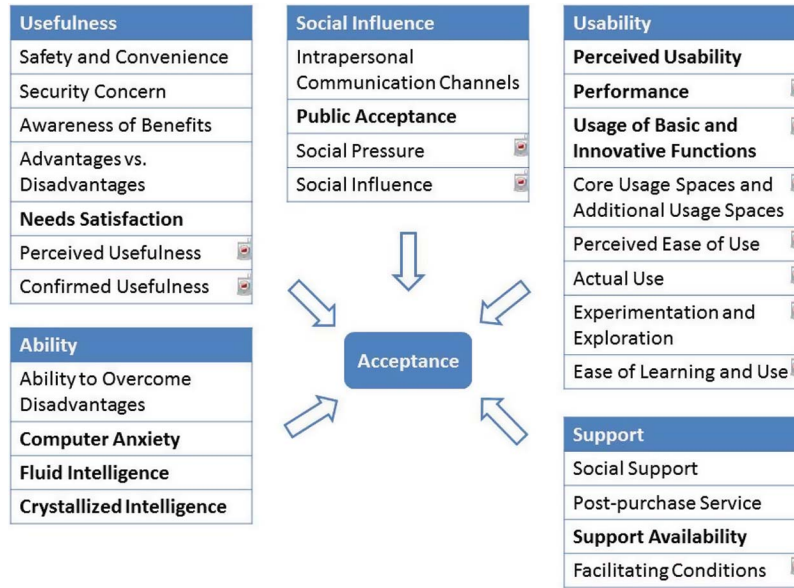 Usefulness
Safety and Convenience
Security Concern
Awareness of Benefits
Advantages vs.
Disadvantages
Needs Satisfaction
Perceived Usefulness
Confirmed Usefulness
Social Influence
Intrapersonal
Communication Channels
Public Acceptance
Social Pressure
Social Influence
Usability
Perceived Usability
Performance
Usage of Basic and
Innovative Functions
Core Usage Spaces and
Additional Usage Spaces
Perceived Ease of Use
Actual Use
Experimentation and
Exploration
Ease of Learning and Use
Acceptance
Ability
Ability to Overcome
Disadvantages
Computer Anxiety
Fluid Intelligence
Crystallized Intelligence
Support
Social Support
Post-purchase Service
Support Availability
Facilitating Conditions